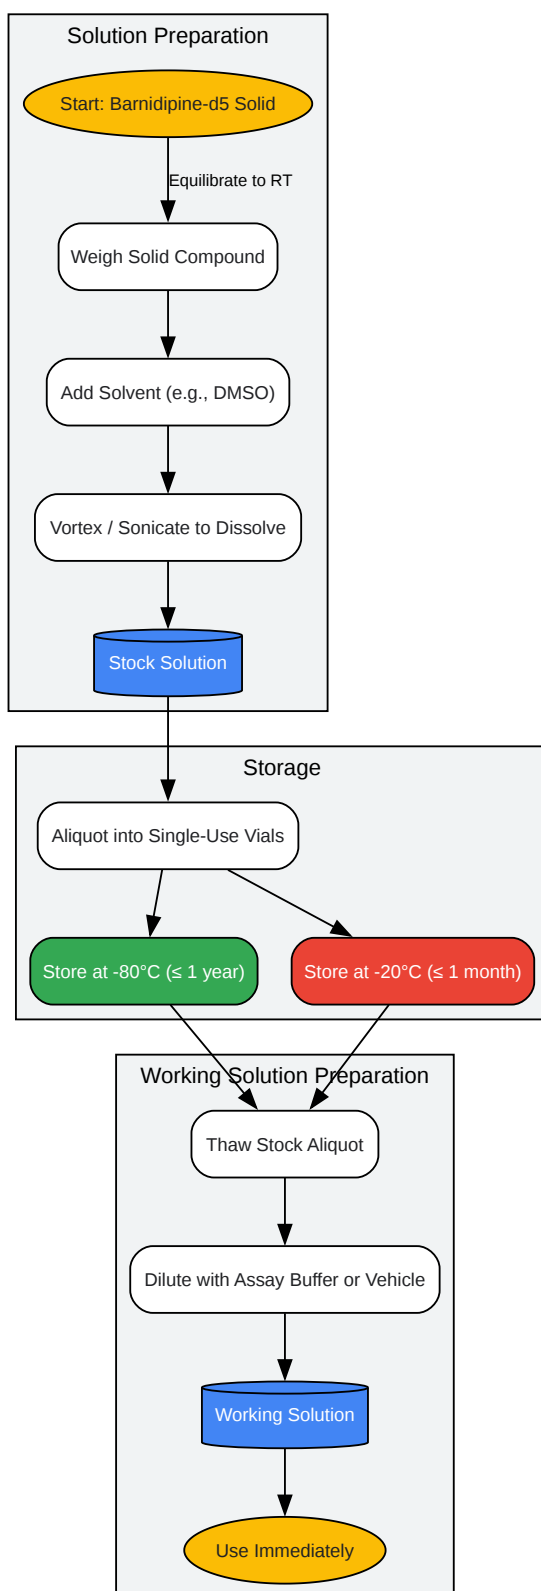 Solution Preparation
Start: Barnidipine-d5 Solid
Equilibrate to RT
Weigh Solid Compound
Add Solvent (e.g., DMSO)
Vortex / Sonicate to Dissolve
Stock Solution
Storage
Aliquot into Single-Use Vials
Store at -80°C (≤ 1 year)
Store at -20°C (≤ 1 month)
Working Solution Preparation
Thaw Stock Aliquot
Dilute with Assay Buffer or Vehicle
Working Solution
Use Immediately